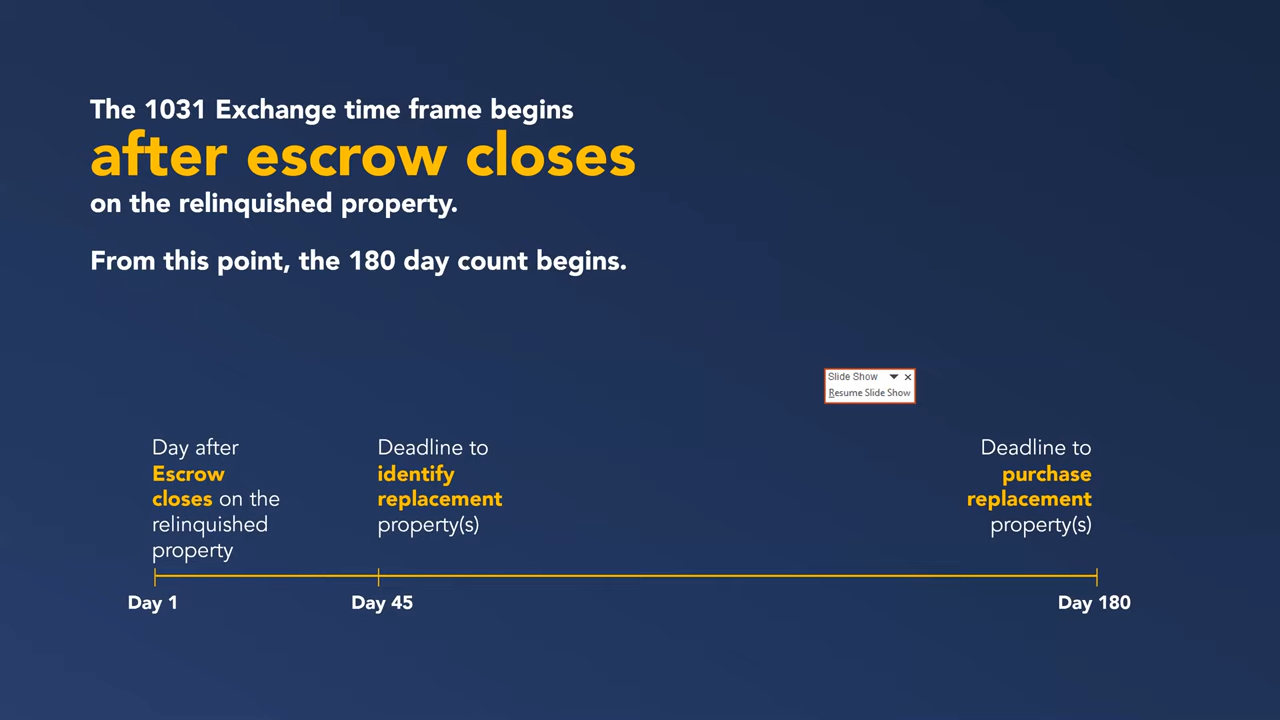 The 1031 Exchange time frame begins
after escrow closes
on the relinquished property.
From this point, the 180 day count begins.
Slide Show
Resume Slide Show
Day after
Escrow
closes on the
relinquished
property
Deadline to
identify
replacement
property(s)
Deadline to
purchase
replacement
property(s)
Day 1
Day 45
Day 180